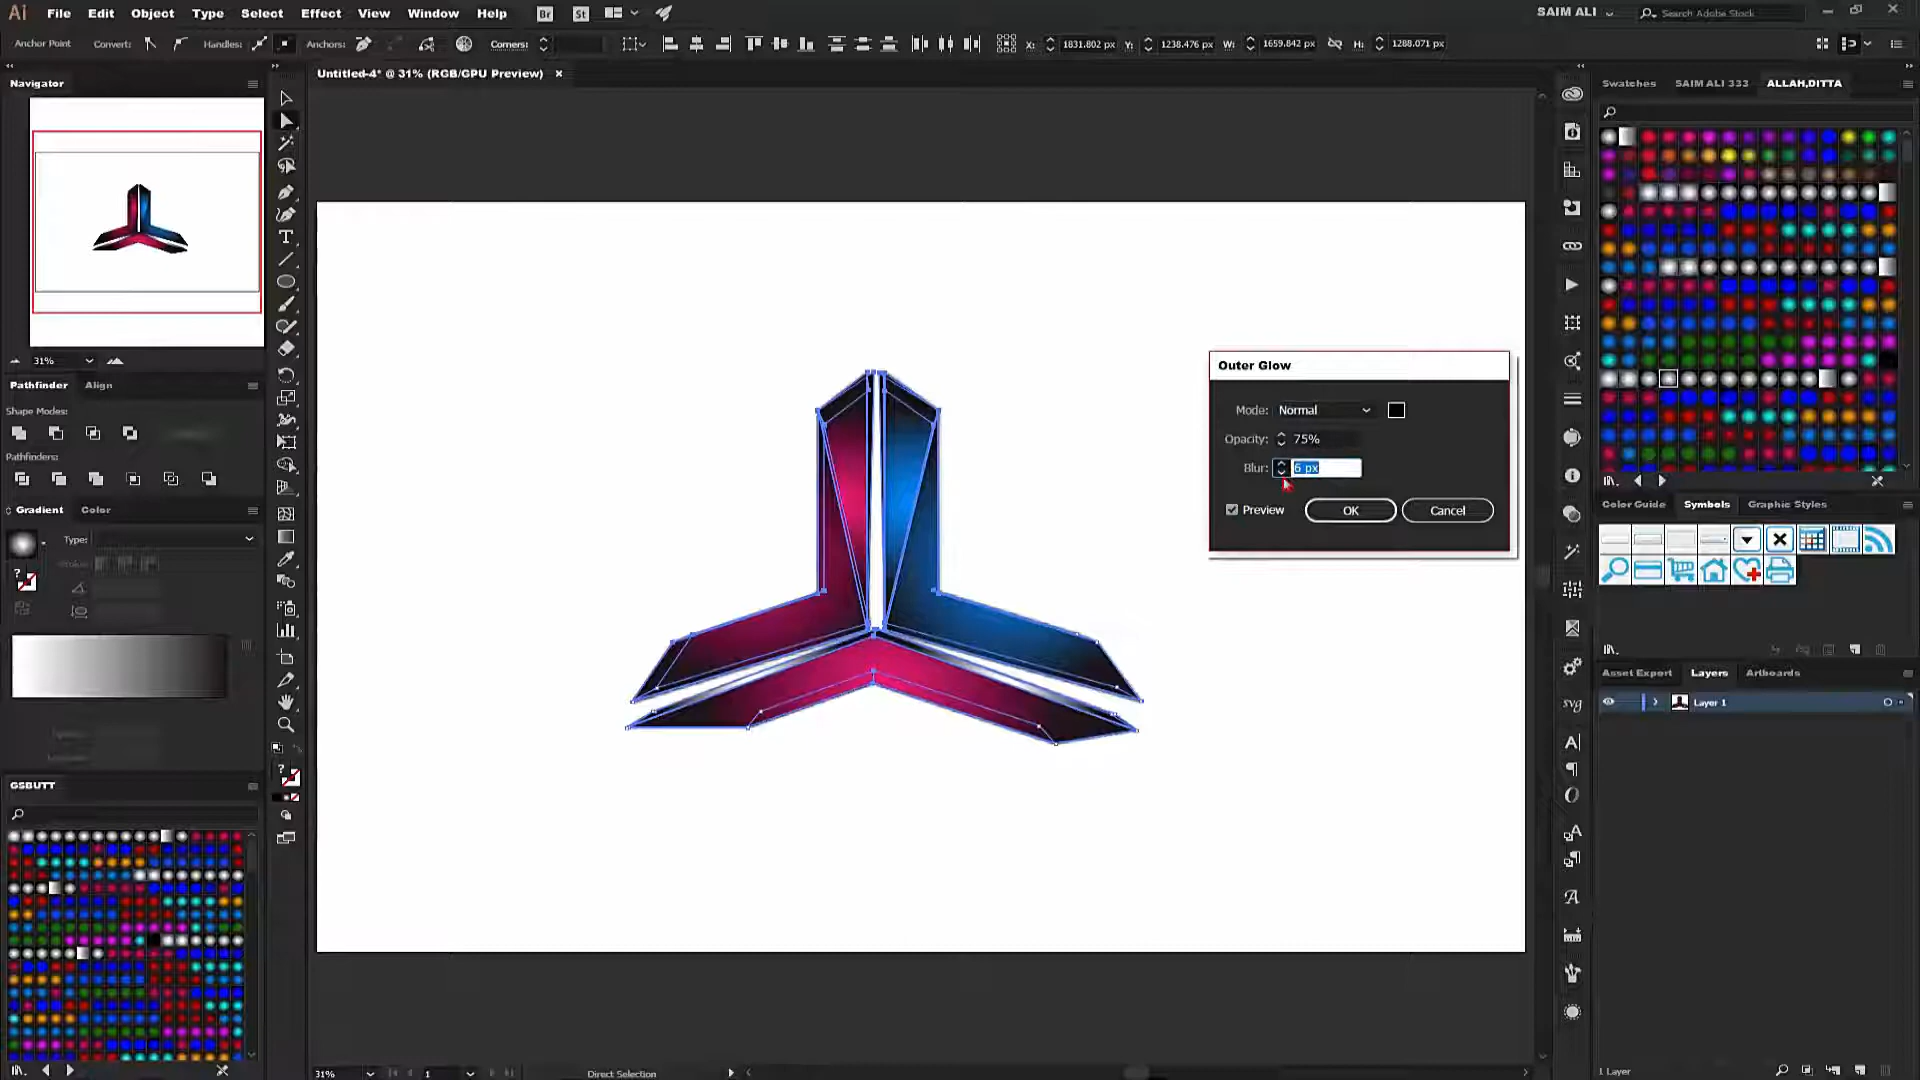 Ai File Edit Object Type Select Effect View Window Help Br St SAIM ALI Search Adobe Stock
Anchor Point Convert: Handles: Anchors: Corners: X: 1831.802 px Y: 1238.476 px W: 1659.842 px H: 1288.071 px
Navigator
Untitled-4* @ 31% (RGB/GPU Preview)
Swatches SAIM ALI 333 ALLAH,DITTA
31%
Pathfinder Align
Shape Modes:
Pathfinders:
Gradient Color
Type:
Outer Glow
Mode: Normal
Opacity: 75%
Blur: 6 px
Preview OK Cancel
Color Guide Symbols Graphic Styles
Asset Export Layers Artboards
Layer 1
GSBUTT
31% 1 Direct Selection
1 Layer